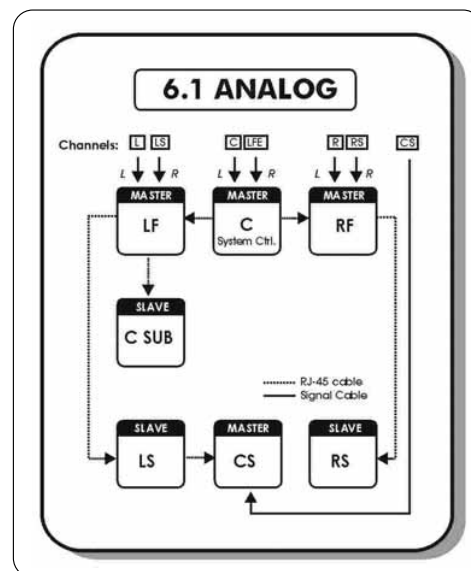 6.1 ANALOG
Channels: L LS C LFE R RS CS
L R L R L R
MASTER MASTER MASTER
LF C RF
System Ctrl.
SLAVE
C SUB
RJ-45 cable
Signal Cable
SLAVE MASTER SLAVE
LS CS RS